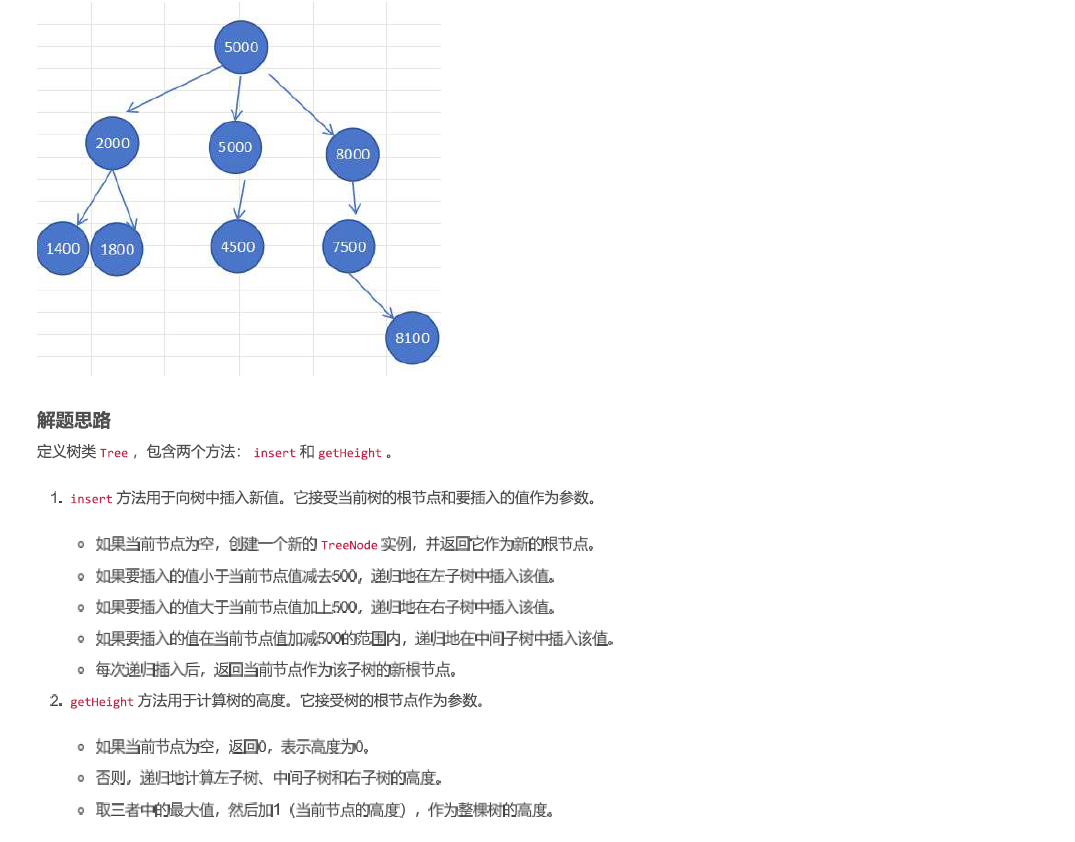 5000
2000
5000
8000
1400
1800
4500
7500
8100
解题思路
定义树类 Tree ，包含两个方法： insert 和 getHeight 。
1. insert 方法用于向树中插入新值。它接受当前树的根节点和要插入的值作为参数。
如果当前节点为空，创建一个新的 TreeNode 实例，并返回它作为新的根节点。
如果要插入的值小于当前节点值减去500，递归地在左子树中插入该值。
如果要插入的值大于当前节点值加上500，递归地在右子树中插入该值。
如果要插入的值在当前节点值加减500的范围内，递归地在中间子树中插入该值。
每次递归插入后，返回当前节点作为该子树的新根节点。
2. getHeight 方法用于计算树的高度。它接受树的根节点作为参数。
如果当前节点为空，返回0，表示高度为0。
否则，递归地计算左子树、中间子树和右子树的高度。
取三者中的最大值，然后加1（当前节点的高度），作为整棵树的高度。